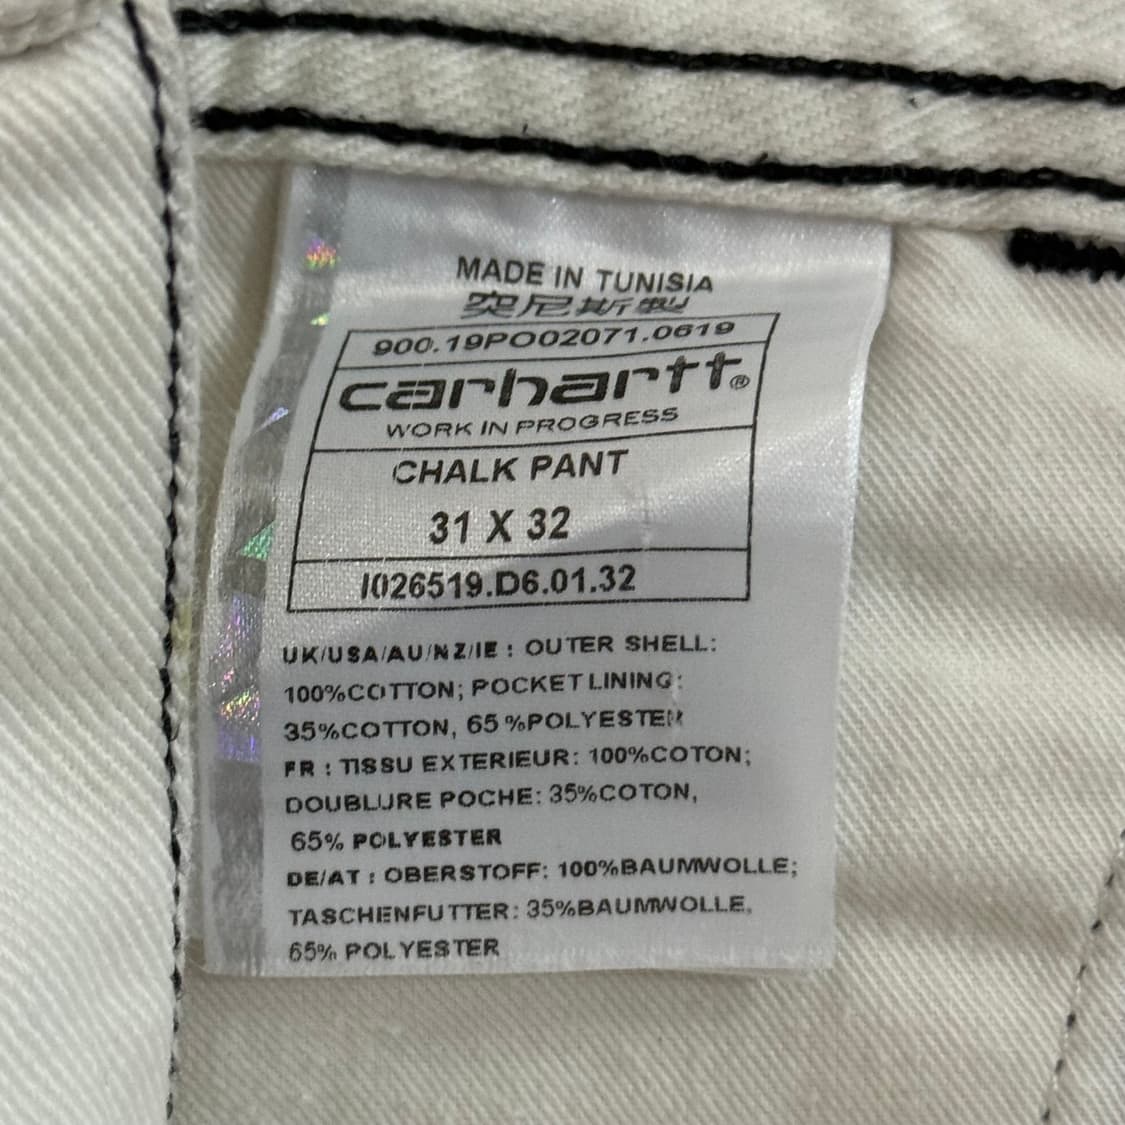 MADE IN TUNISIA
突尼斯製
900.19PO02071.0619
carhartt®
WORK IN PROGRESS
CHALK PANT
31 X 32
I026519.D6.01.32
UK/USA/AU/NZ/IE : OUTER SHELL:
100%COTTON; POCKET LINING:
35%COTTON, 65%POLYESTER
FR : TISSU EXTERIEUR: 100%COTON;
DOUBLURE POCHE: 35%COTON,
65% POLYESTER
DE/AT : OBERSTOFF: 100%BAUMWOLLE;
TASCHENFUTTER: 35%BAUMWOLLE,
65% POLYESTER